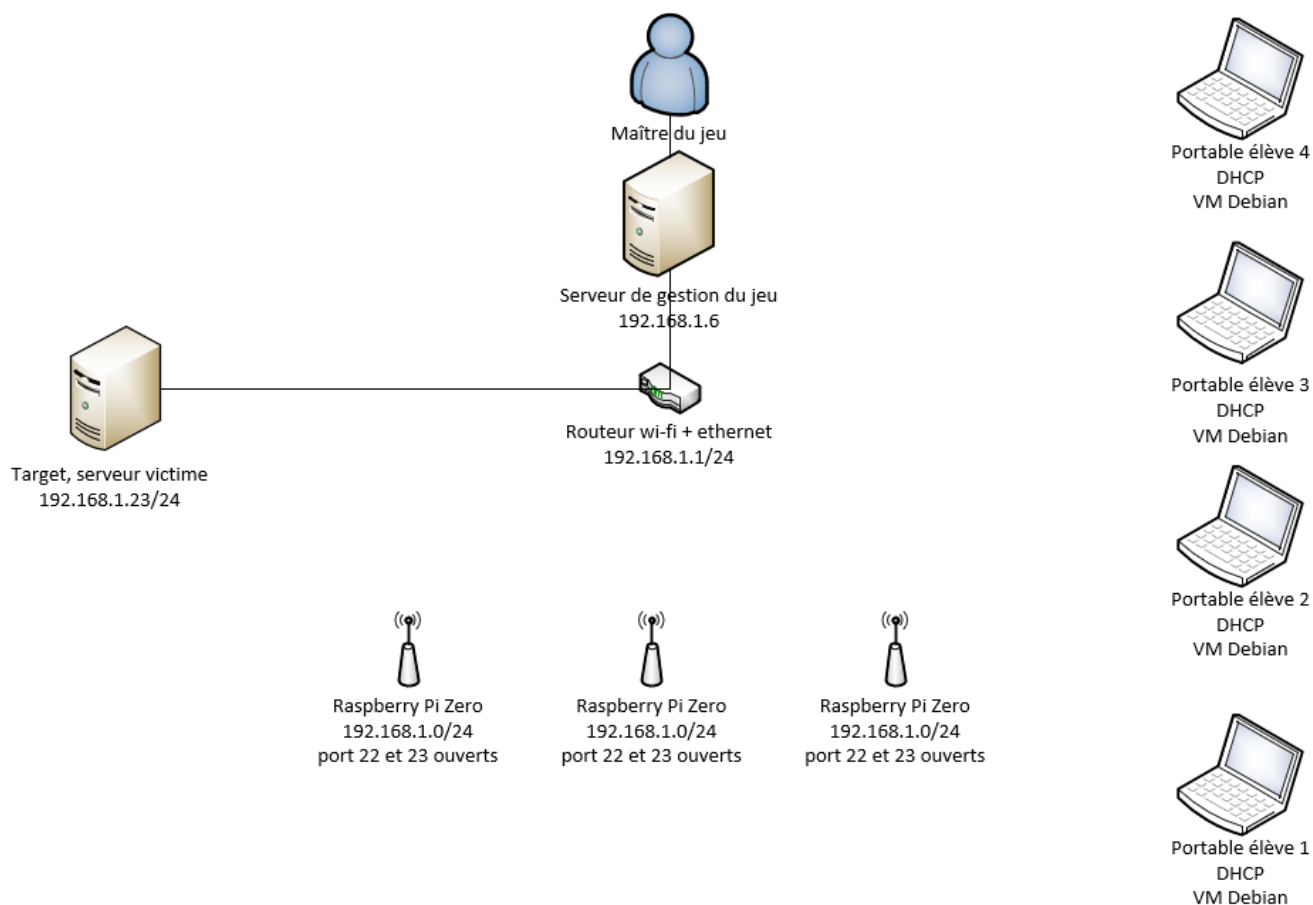 Maître du jeu
Serveur de gestion du jeu
192.168.1.6
Routeur wi-fi + ethernet
192.168.1.1/24
Target, serveur victime
192.168.1.23/24
Raspberry Pi Zero
192.168.1.0/24
port 22 et 23 ouverts
Raspberry Pi Zero
192.168.1.0/24
port 22 et 23 ouverts
Raspberry Pi Zero
192.168.1.0/24
port 22 et 23 ouverts
Portable élève 4
DHCP
VM Debian
Portable élève 3
DHCP
VM Debian
Portable élève 2
DHCP
VM Debian
Portable élève 1
DHCP
VM Debian